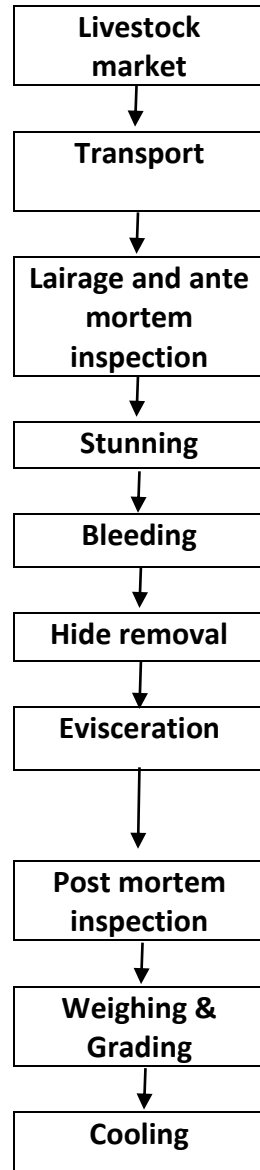 Livestock
market
Transport
Lairage and ante
mortem
inspection
Stunning
Bleeding
Hide removal
Evisceration
Post mortem
inspection
Weighing &
Grading
Cooling